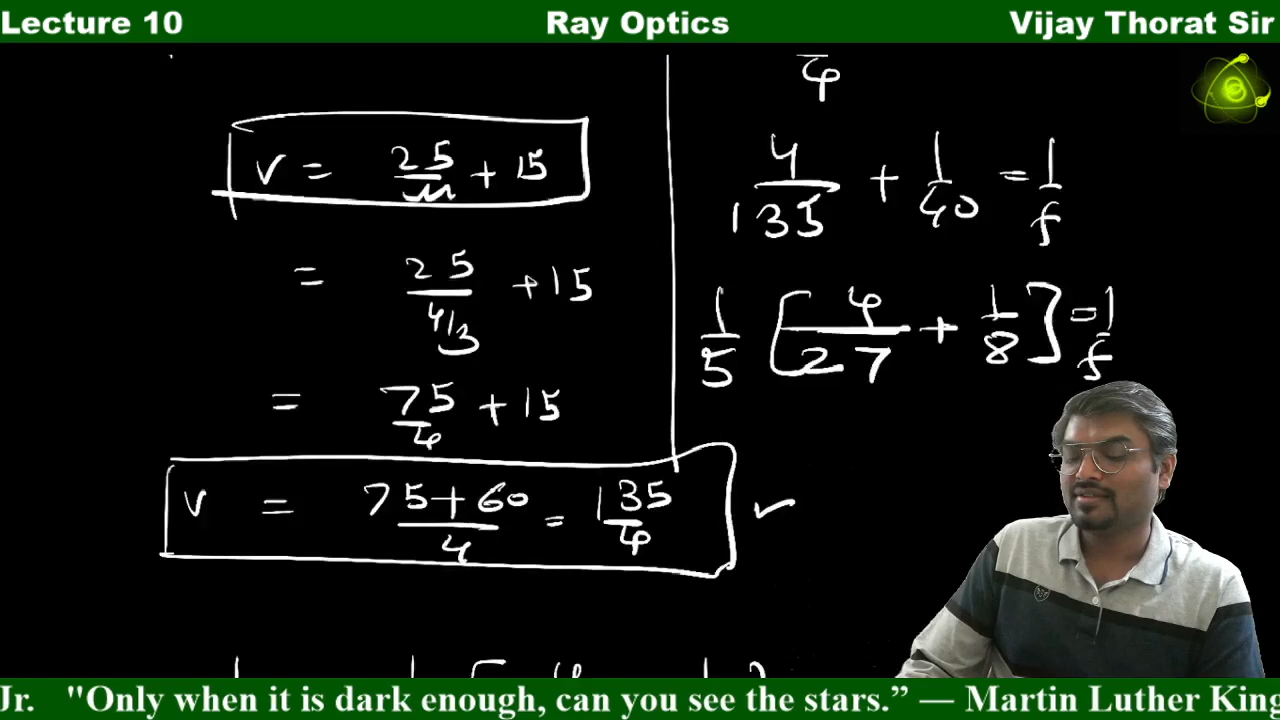 Lecture 10 Ray Optics Vijay Thorat Sir
v = 25/μ + 15
= 25/4/3 + 15
= 75/4 + 15
v = 75+60/4 = 135/4 ✓
4
4/135 + 1/40 = 1/f
1/5 [4/27 + 1/8] = 1/f
Jr. "Only when it is dark enough, can you see the stars.” — Martin Luther King